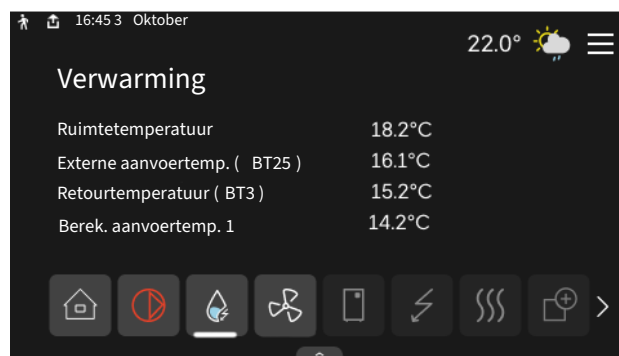 16:45 3 Oktober
22.0°
Verwarming
Ruimtetemperatuur 18.2°C
Externe aanvoertemp. ( BT25 ) 16.1°C
Retourtemperatuur ( BT3 ) 15.2°C
Berek. aanvoertemp. 1 14.2°C